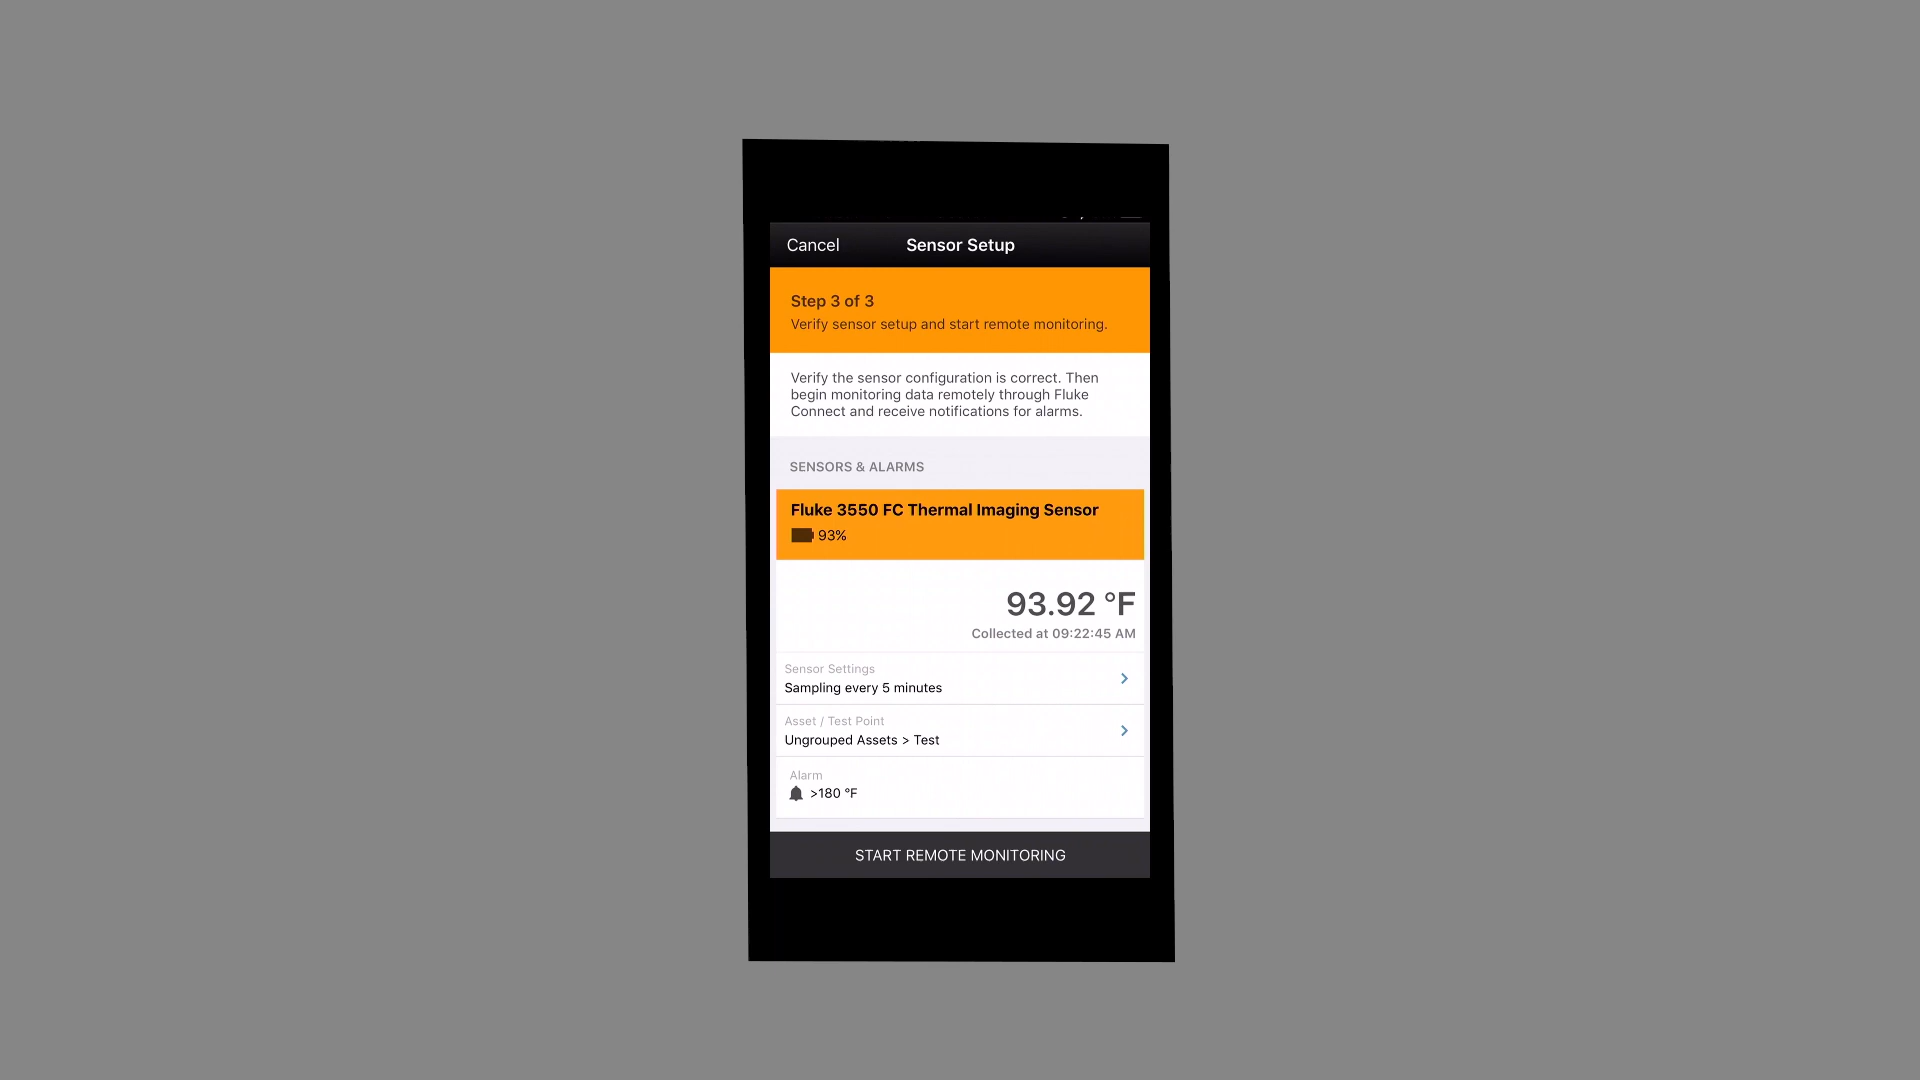 Cancel
Sensor Setup
Step 3 of 3
Verify sensor setup and start remote monitoring.
Verify the sensor configuration is correct. Then
begin monitoring data remotely through Fluke
Connect and receive notifications for alarms.
SENSORS & ALARMS
Fluke 3550 FC Thermal Imaging Sensor
93%
93.92 °F
Collected at 09:22:45 AM
Sensor Settings
Sampling every 5 minutes
Asset / Test Point
Ungrouped Assets > Test
Alarm
>180 °F
START REMOTE MONITORING